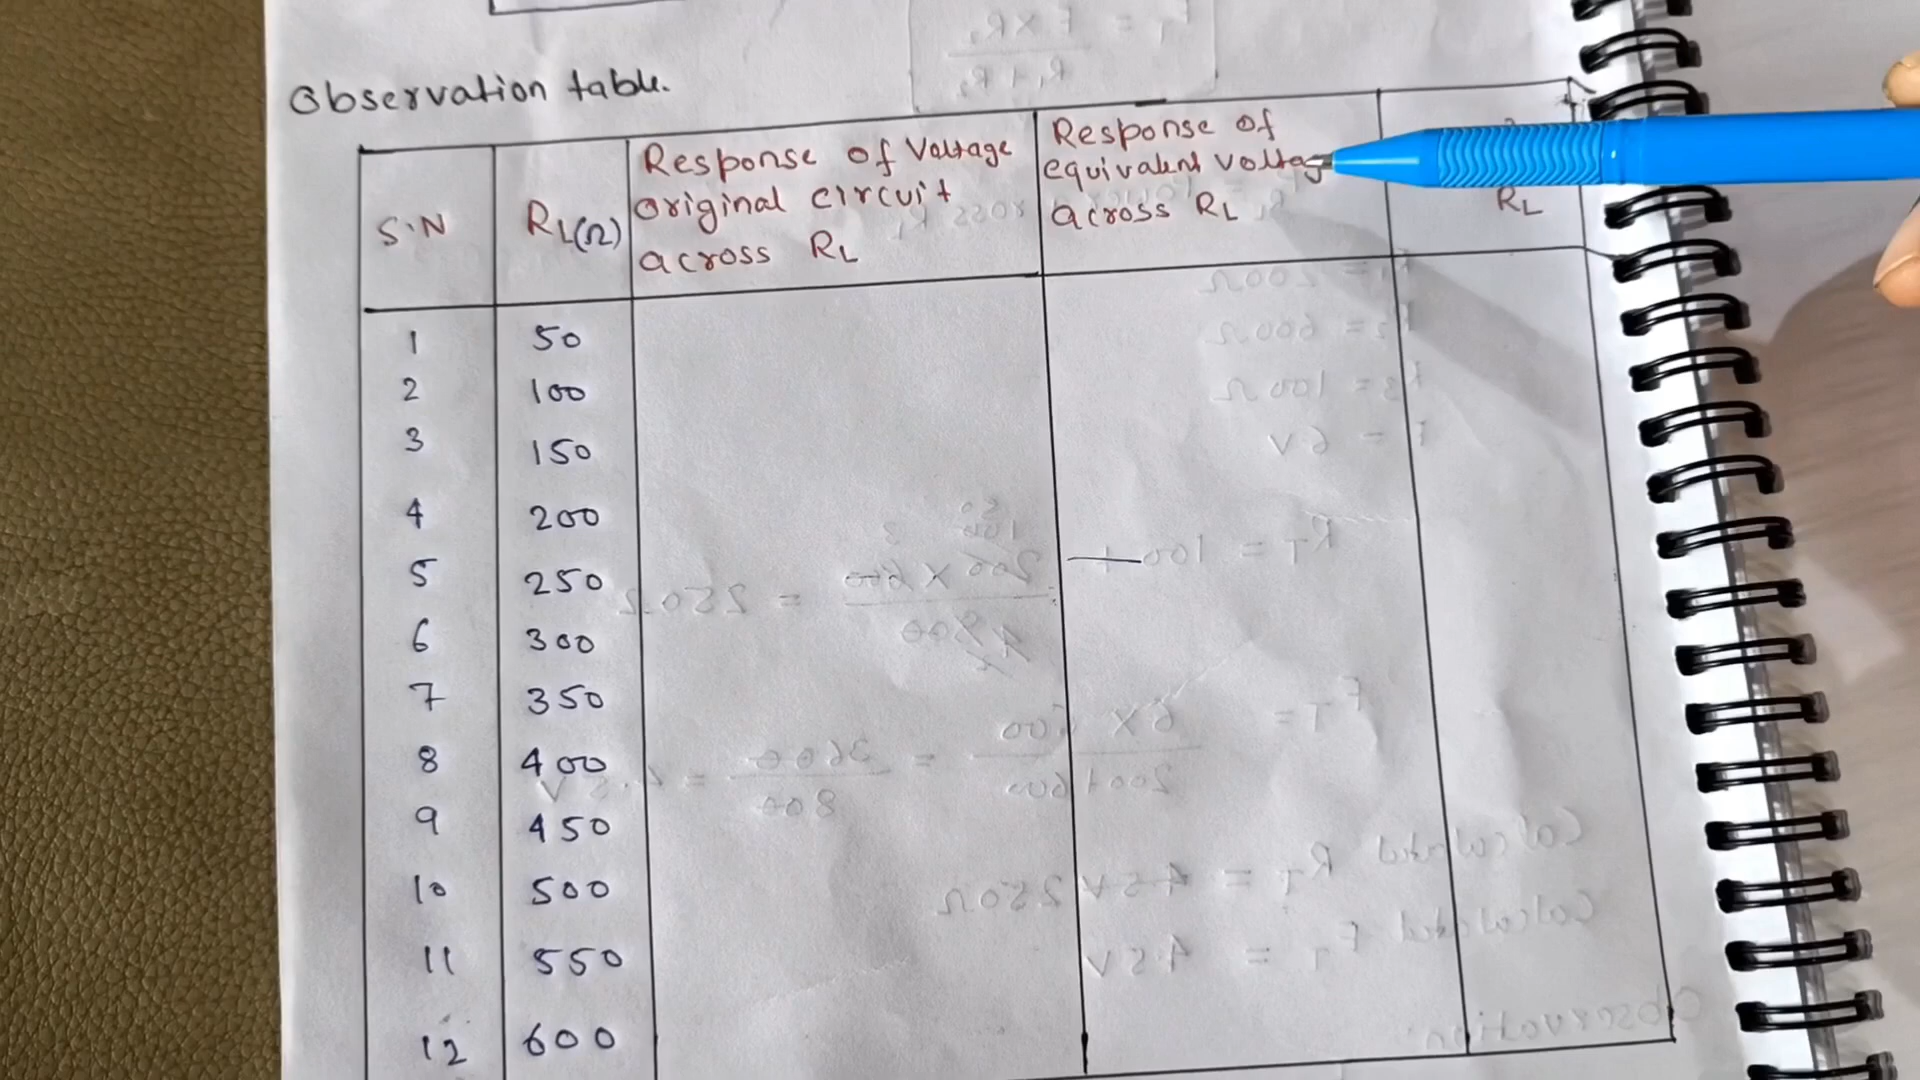 Observation table.
S.N
RL(Ω)
Response of Voltage
original circuit
across RL
Response of
equivalent voltag
across RL
RL
1 50
2 100
3 150
4 200
5 250
6 300
7 350
8 400
9 450
10 500
11 550
12 600